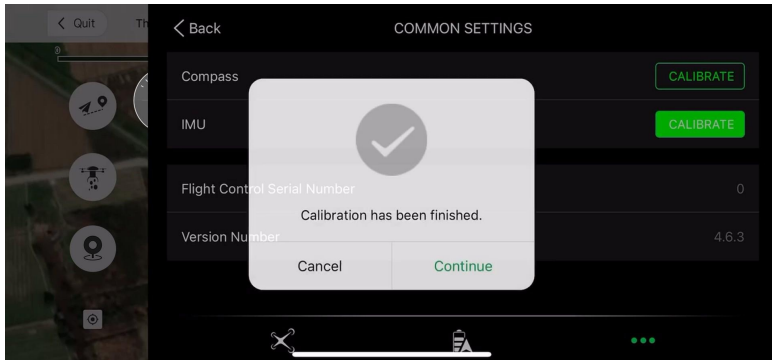 Quit
Th
Back
COMMON SETTINGS
Compass
CALIBRATE
IMU
CALIBRATE
Flight Control Serial Number
0
Calibration has been finished.
Version Number
4.6.3
Cancel
Continue